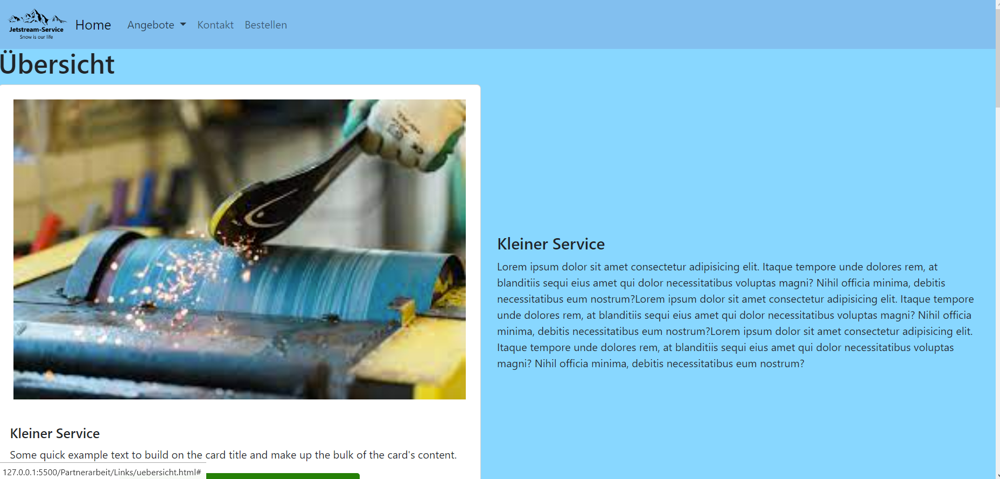 Jetstream-Service
Snow is our life
Home
Angebote
Kontakt
Bestellen
Übersicht
Kleiner Service
Lorem ipsum dolor sit amet consectetur adipisicing elit. Itaque tempore unde dolores rem, at
blanditiis sequi eius amet qui dolor necessitatibus voluptas magni? Nihil officia minima, debitis
necessitatibus eum nostrum?Lorem ipsum dolor sit amet consectetur adipisicing elit. Itaque tempore
unde dolores rem, at blanditiis sequi eius amet qui dolor necessitatibus voluptas magni? Nihil officia
minima, debitis necessitatibus eum nostrum?Lorem ipsum dolor sit amet consectetur adipisicing elit.
Itaque tempore unde dolores rem, at blanditiis sequi eius amet qui dolor necessitatibus voluptas
magni? Nihil officia minima, debitis necessitatibus eum nostrum?
Kleiner Service
Some quick example text to build on the card title and make up the bulk of the card's content.
127.0.0.1:5500/Partnerarbeit/Links/uebersicht.html#